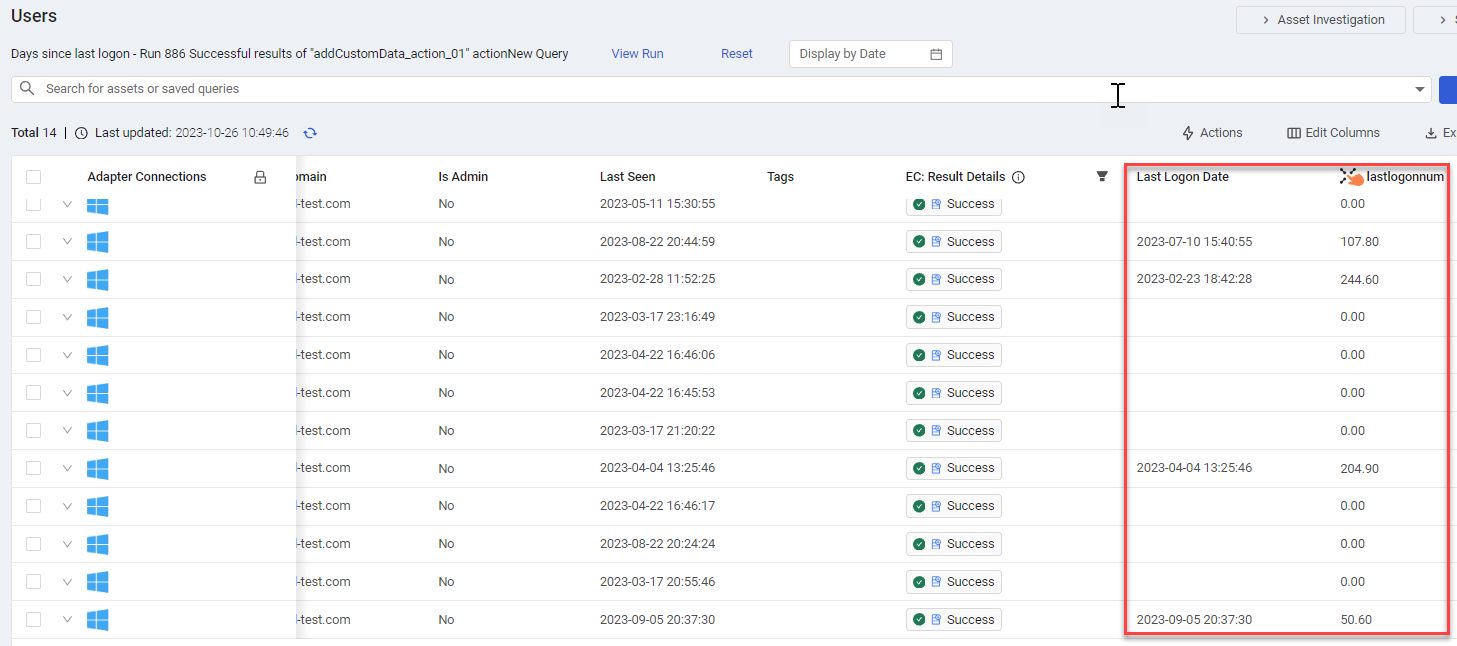 Users
Asset Investigation
Days since last logon - Run 886 Successful results of "addCustomData_action_01" actionNew Query View Run Reset Display by Date
Search for assets or saved queries
Total 14 | Last updated: 2023-10-26 10:49:46 Actions Edit Columns Ex
Adapter Connections omain Is Admin Last Seen Tags EC: Result Details Last Logon Date lastlogonnum
-test.com No 2023-05-11 15:30:55 Success 0.00
-test.com No 2023-08-22 20:44:59 Success 2023-07-10 15:40:55 107.80
-test.com No 2023-02-28 11:52:25 Success 2023-02-23 18:42:28 244.60
-test.com No 2023-03-17 23:16:49 Success 0.00
-test.com No 2023-04-22 16:46:06 Success 0.00
-test.com No 2023-04-22 16:45:53 Success 0.00
-test.com No 2023-03-17 21:20:22 Success 0.00
-test.com No 2023-04-04 13:25:46 Success 2023-04-04 13:25:46 204.90
-test.com No 2023-04-22 16:46:17 Success 0.00
-test.com No 2023-08-22 20:24:24 Success 0.00
-test.com No 2023-03-17 20:55:46 Success 0.00
-test.com No 2023-09-05 20:37:30 Success 2023-09-05 20:37:30 50.60